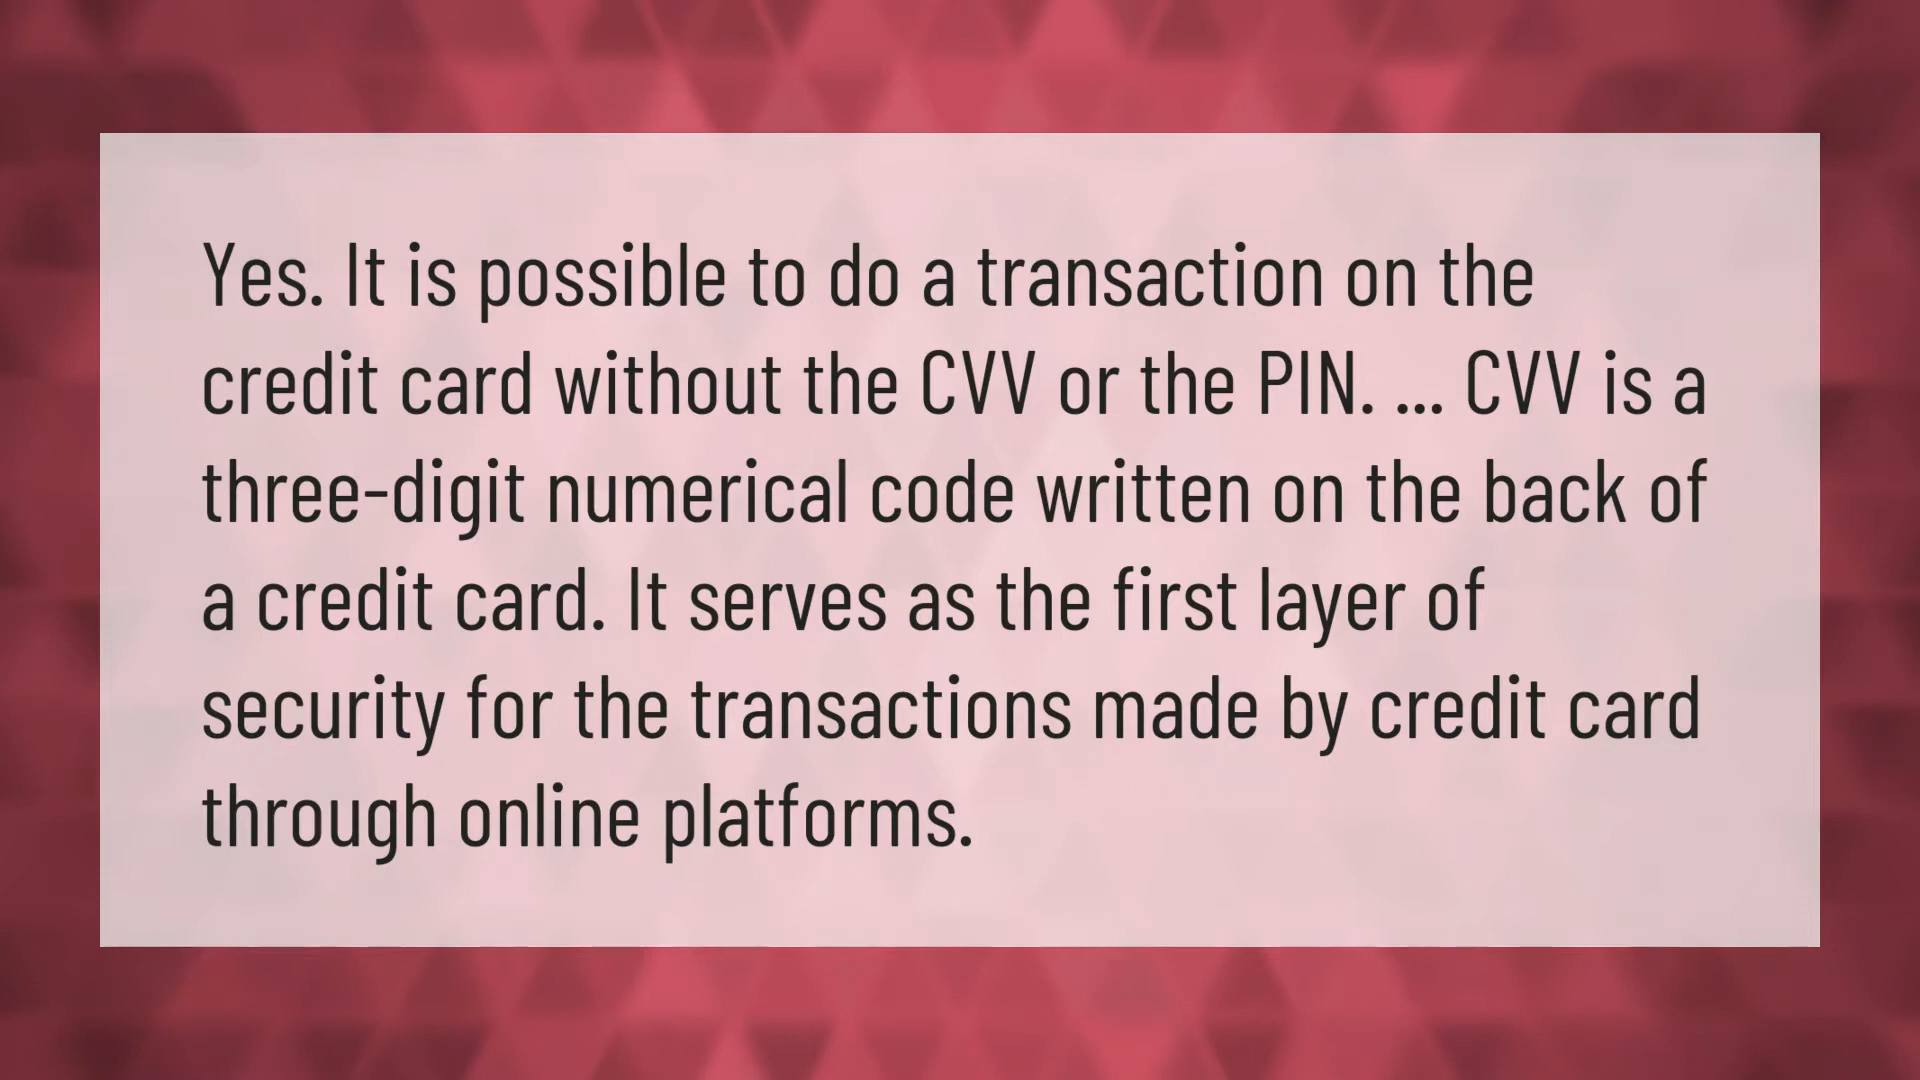 Yes. It is possible to do a transaction on the
credit card without the CVV or the PIN. ... CVV is a
three-digit numerical code written on the back of
a credit card. It serves as the first layer of
security for the transactions made by credit card
through online platforms.